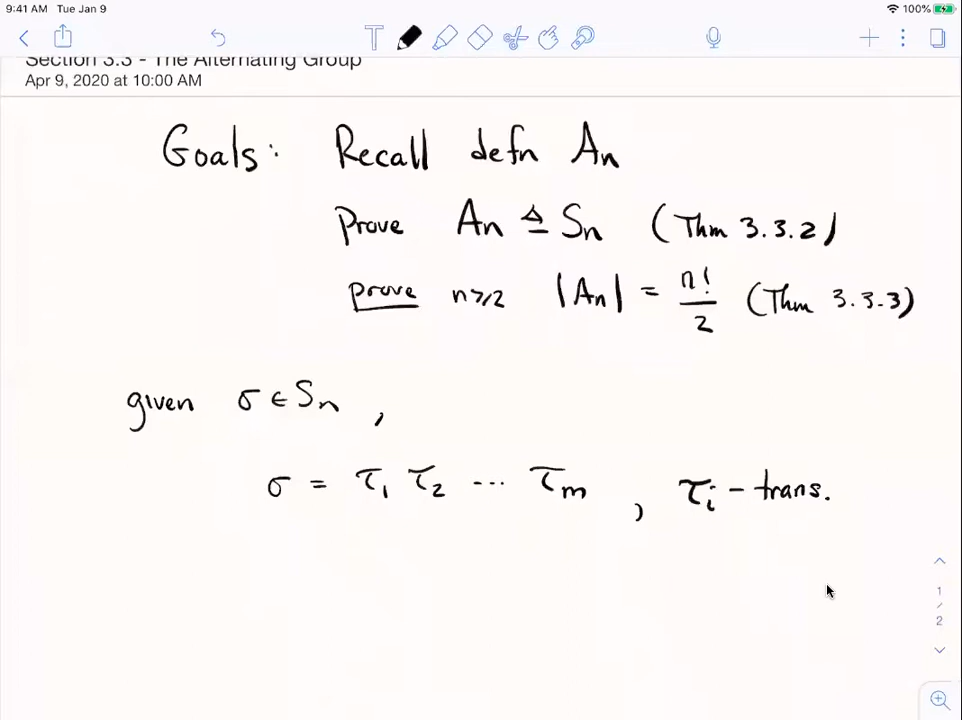 9:41 AM Tue Jan 9 100%
Section 3.3 - The Alternating Group
Apr 9, 2020 at 10:00 AM
Goals: Recall defn An
Prove An ⊴ Sn (Thm 3.3.2)
prove n≥2 |An| = n!/2 (Thm 3.3.3)
given σ ∈ Sn ,
σ = τ1 τ2 ... τm , τi - trans.
1
/
2